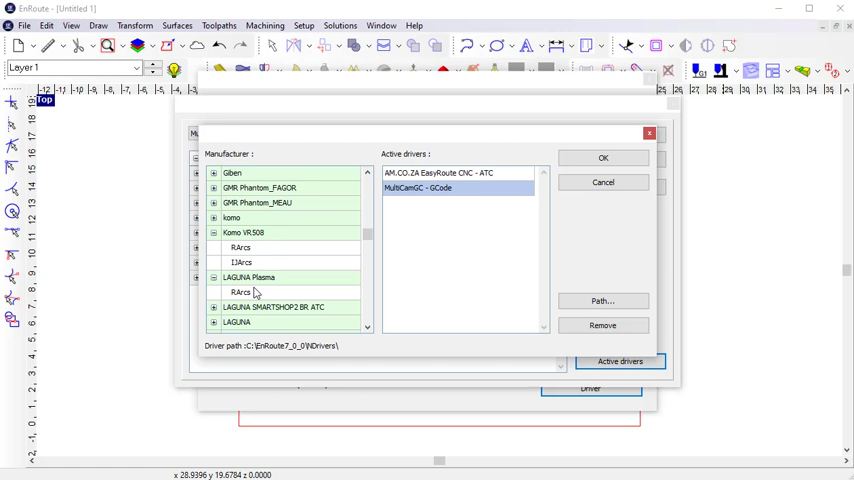 EnRoute - [Untitled 1]
File Edit View Draw Transform Surfaces Toolpaths Machining Setup Solutions Window Help
Layer 1
Top
Manufacturer :
Active drivers :
Giben
GMR Phantom_FAGOR
GMR Phantom_MEAU
komo
Komo VR508
RArcs
IJArcs
LAGUNA Plasma
RArcs
LAGUNA SMARTSHOP2 BR ATC
LAGUNA
AM.CO.ZA EasyRoute CNC - ATC
MultiCamGC - GCode
OK
Cancel
Path...
Remove
Driver path :C:\EnRoute7_0_0\NDrivers\
Active drivers
Driver
x 28.9396 y 19.6784 z 0.0000